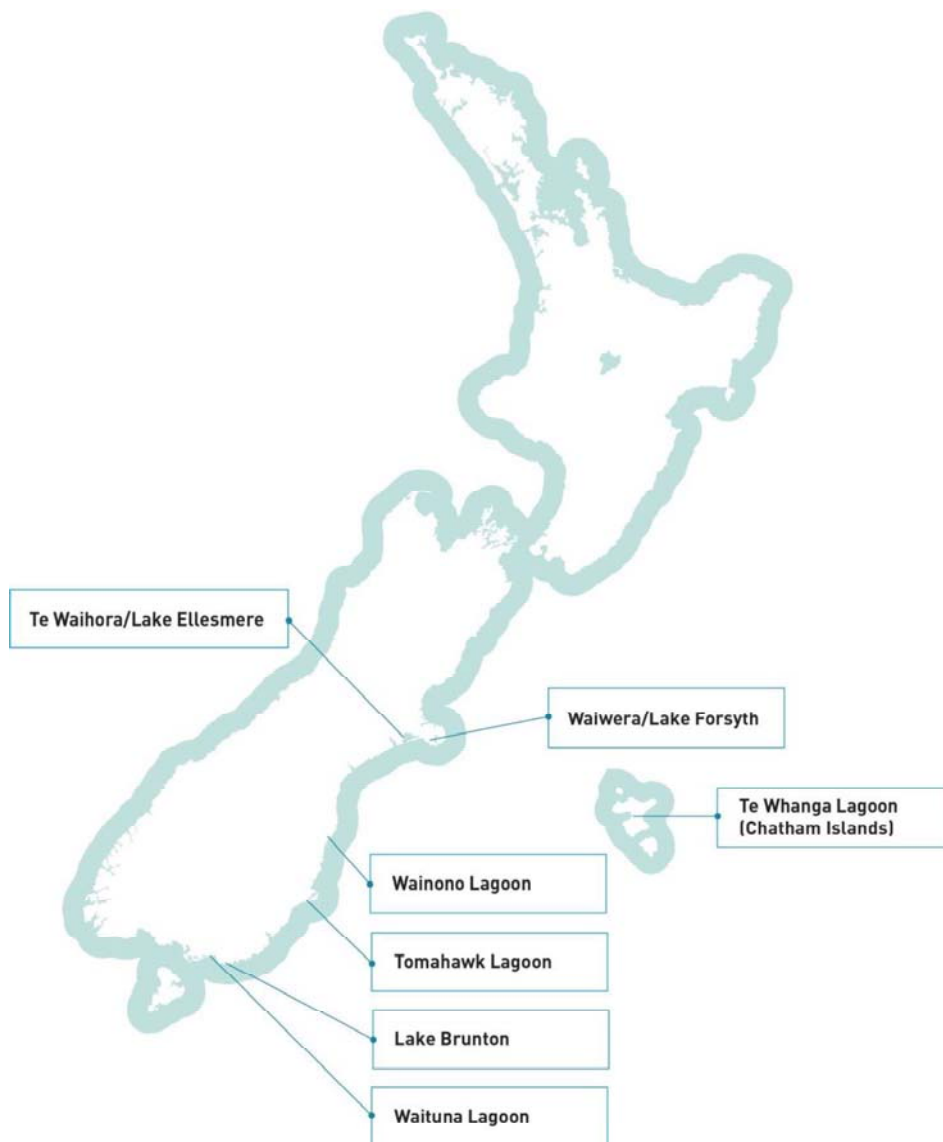 Te Waihora/Lake Ellesmere
Waiwera/Lake Forsyth
Te Whanga Lagoon
(Chatham Islands)
Wainono Lagoon
Tomahawk Lagoon
Lake Brunton
Waituna Lagoon